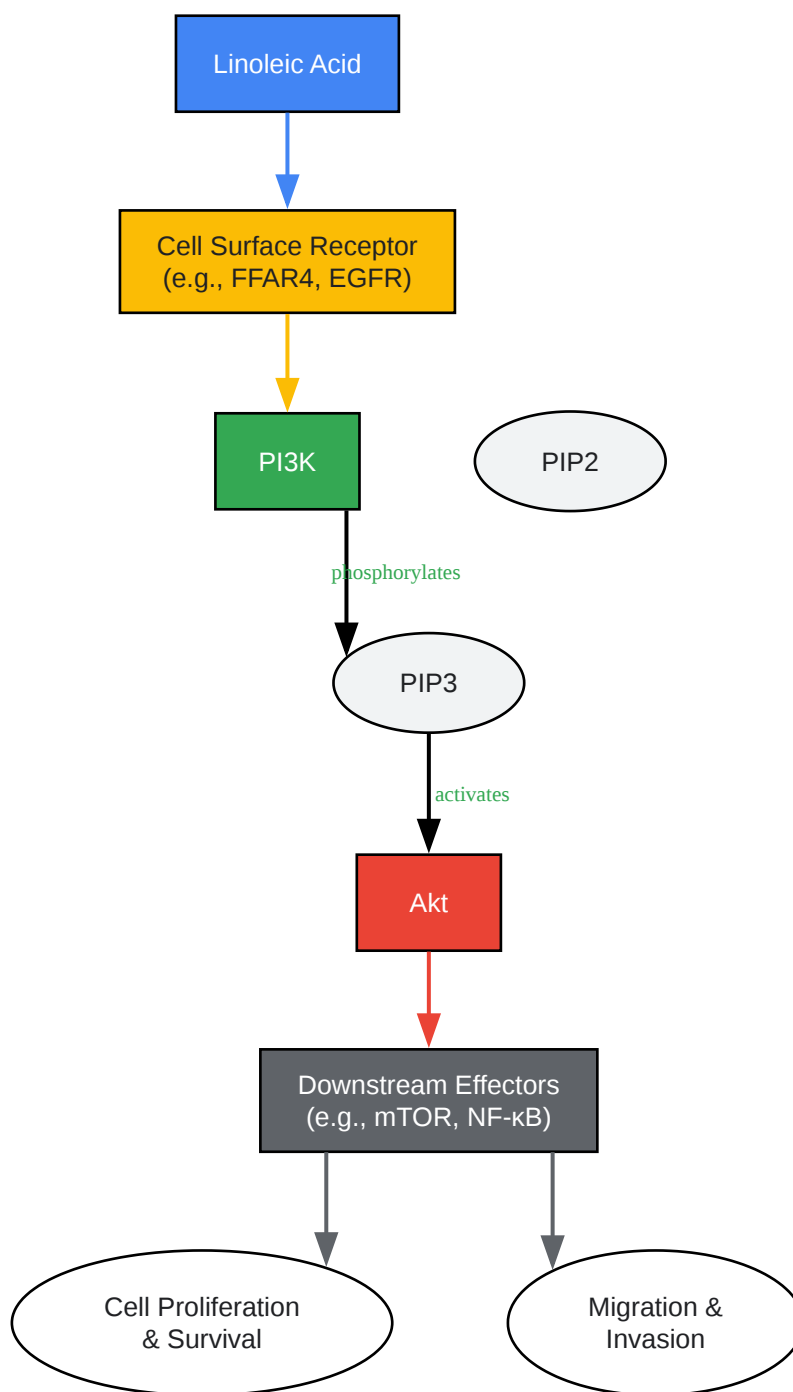 Linoleic Acid
Cell Surface Receptor
(e.g., FFAR4, EGFR)
PI3K
PIP2
phosphorylates
PIP3
activates
Akt
Downstream Effectors
(e.g., mTOR, NF-κB)
Cell Proliferation
& Survival
Migration &
Invasion